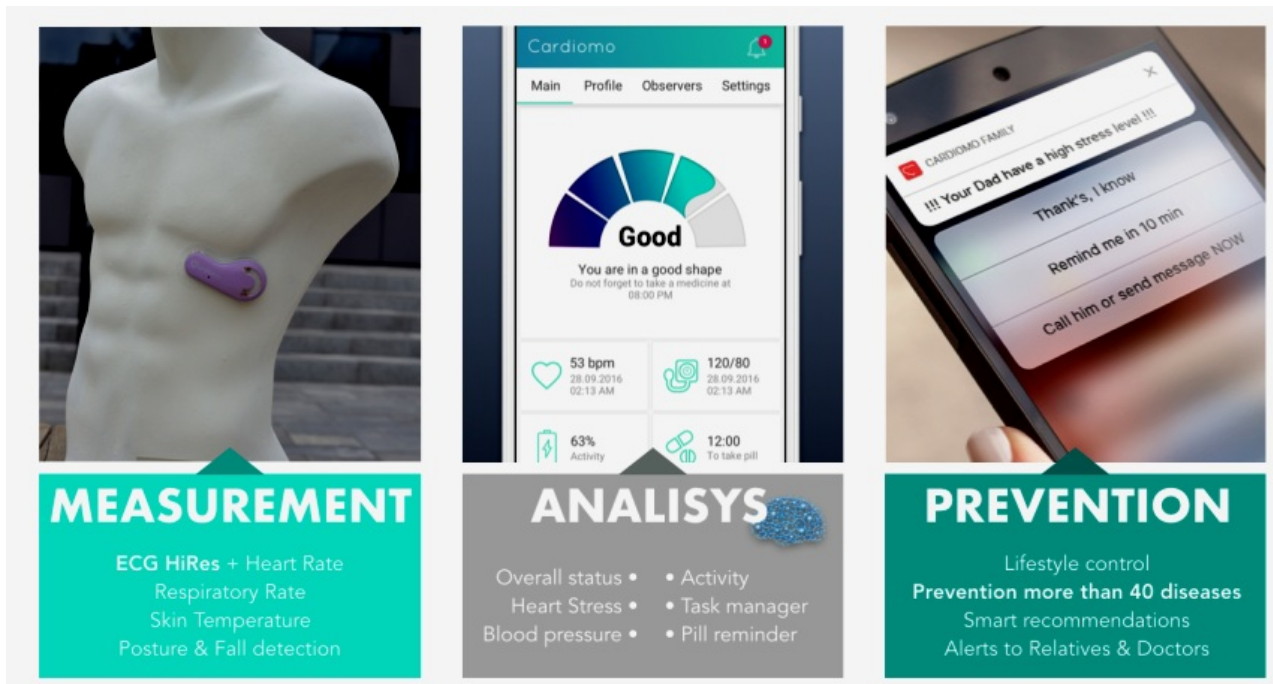 Cardiomo
1
Main Profile Observers Settings
Good
You are in a good shape
Do not forget to take a medicine at
08:00 PM
53 bpm
28.09.2016
02:13 AM
120/80
28.09.2016
02:13 AM
63%
Activity
12:00
To take pill
CARDIOMO FAMILY
!!! Your Dad have a high stress level !!!
Thank's, I know
Remind me in 10 min
Call him or send message NOW
MEASUREMENT
ECG HiRes + Heart Rate
Respiratory Rate
Skin Temperature
Posture & Fall detection
ANALISYS
Overall status •
Heart Stress •
Blood pressure •
• Activity
• Task manager
• Pill reminder
PREVENTION
Lifestyle control
Prevention more than 40 diseases
Smart recommendations
Alerts to Relatives & Doctors